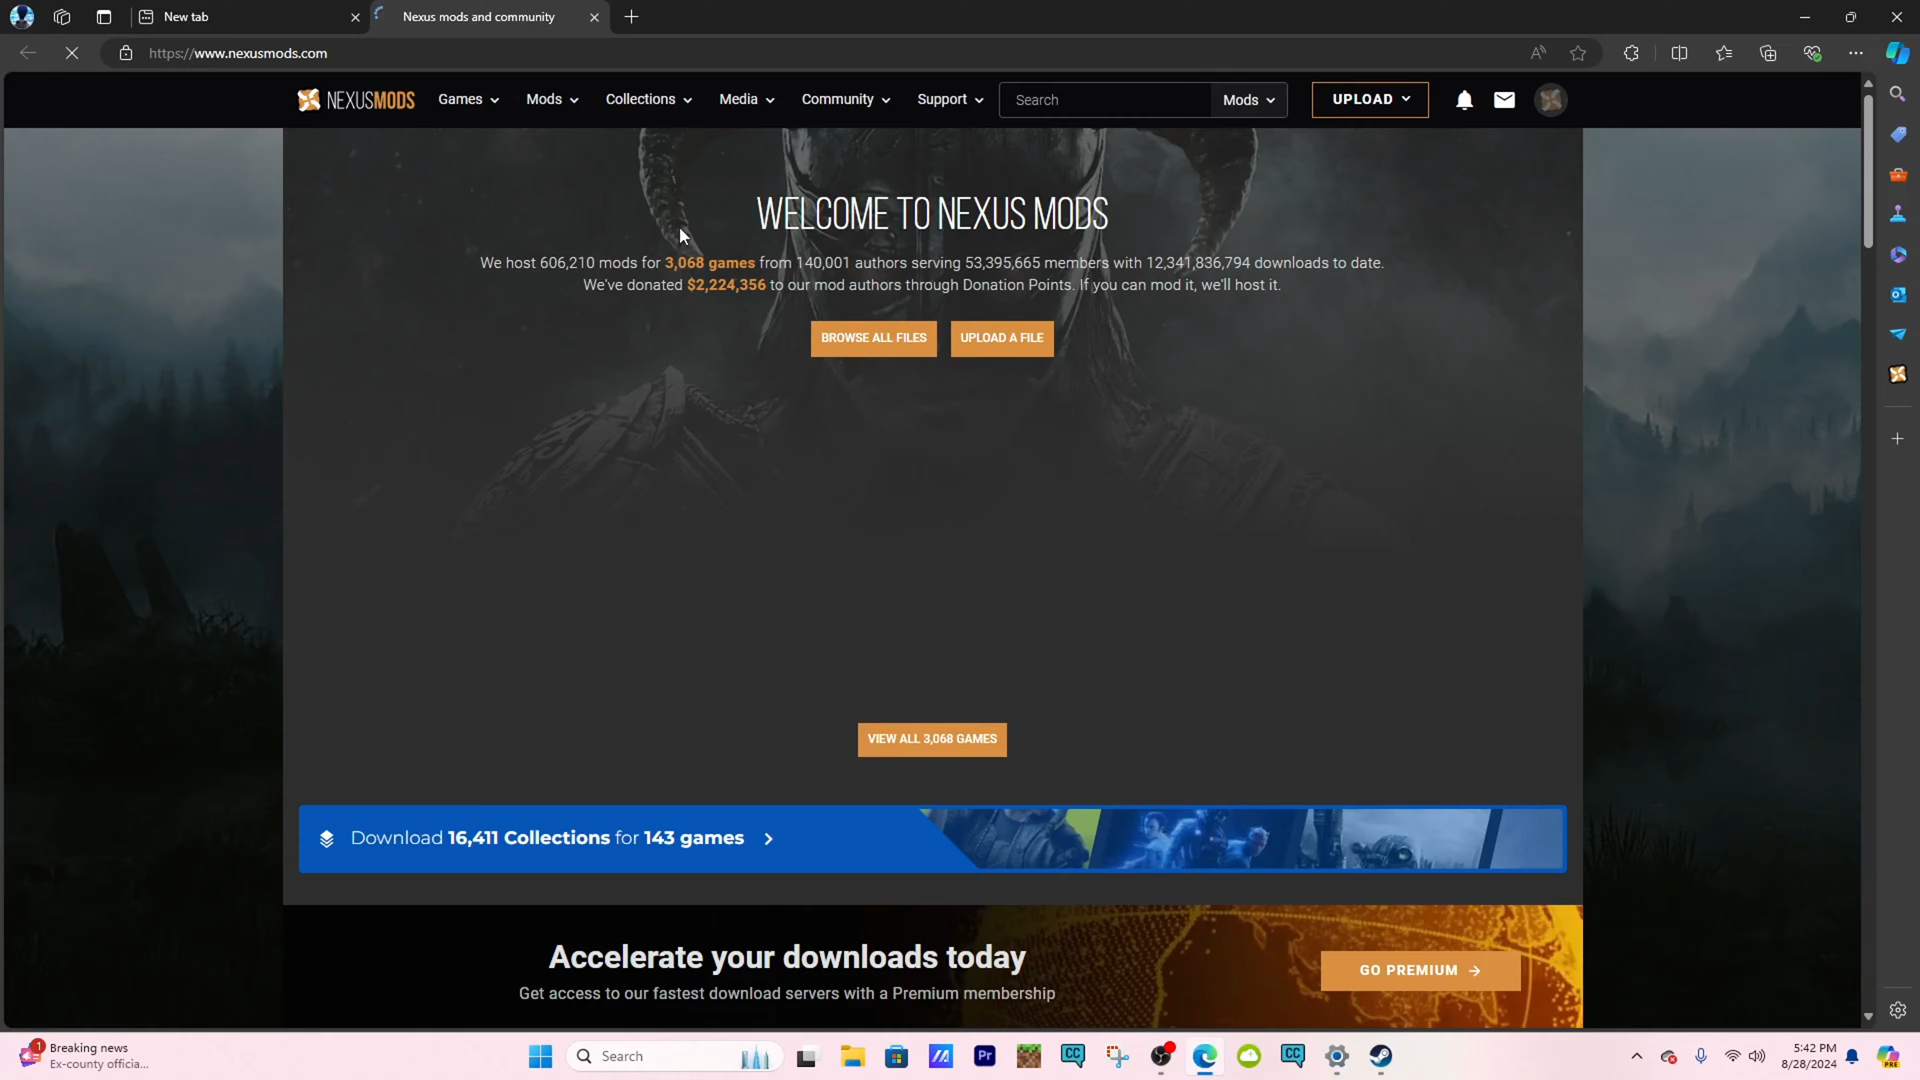 New tab
Nexus mods and community
https://www.nexusmods.com
NEXUSMODS
Games
Mods
Collections
Media
Community
Support
Search
Mods
UPLOAD
WELCOME TO NEXUS MODS
We host 606,210 mods for 3,068 games from 140,001 authors serving 53,395,665 members with 12,341,836,794 downloads to date.
We've donated $2,224,356 to our mod authors through Donation Points. If you can mod it, we'll host it.
BROWSE ALL FILES
UPLOAD A FILE
VIEW ALL 3,068 GAMES
Download 16,411 Collections for 143 games
Accelerate your downloads today
Get access to our fastest download servers with a Premium membership
GO PREMIUM
1
Breaking news
Ex-county officia...
Search
Pr
CC
CC
5:42 PM
8/28/2024
PRE